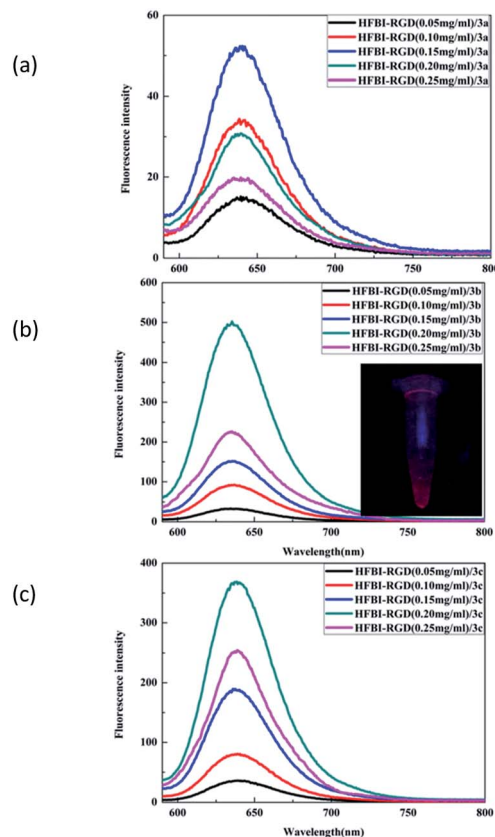 (a)
60
40
20
0
Fluorescence intensity
HFBI-RGD(0.05mg/ml)/3a
HFBI-RGD(0.10mg/ml)/3a
HFBI-RGD(0.15mg/ml)/3a
HFBI-RGD(0.20mg/ml)/3a
HFBI-RGD(0.25mg/ml)/3a
600 650 700 750 800
(b)
600
500
400
300
200
100
0
Fluorescence intensity
HFBI-RGD(0.05mg/ml)/3b
HFBI-RGD(0.10mg/ml)/3b
HFBI-RGD(0.15mg/ml)/3b
HFBI-RGD(0.20mg/ml)/3b
HFBI-RGD(0.25mg/ml)/3b
600 650 700 750 800
Wavelength(nm)
(c)
400
300
200
100
0
Fluorescence intensity
HFBI-RGD(0.05mg/ml)/3c
HFBI-RGD(0.10mg/ml)/3c
HFBI-RGD(0.15mg/ml)/3c
HFBI-RGD(0.20mg/ml)/3c
HFBI-RGD(0.25mg/ml)/3c
600 650 700 750 800